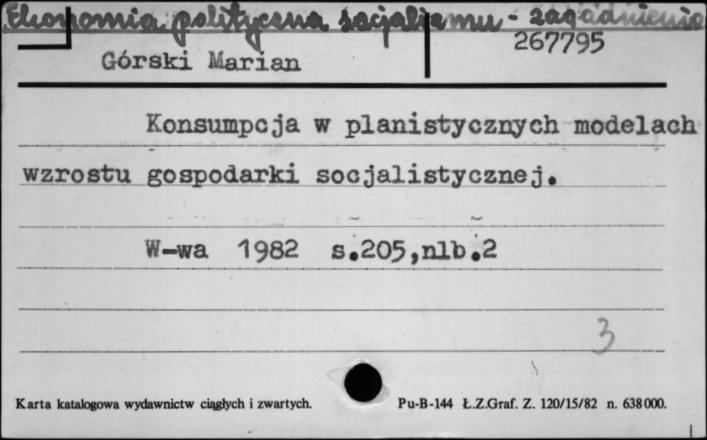 Ekonomia polityczna socjalizmu - zagadnienia
267795
Górski Marian
Konsumpcja w planistycznych modelach
wzrostu gospodarki socjalistycznej.
W-wa 1982 s.205,nlb.2
3
Karta katalogowa wydawnictw ciągłych i zwartych. Pu-B-144 Ł.Z.Graf. Z. 120/15/82 n. 638000.